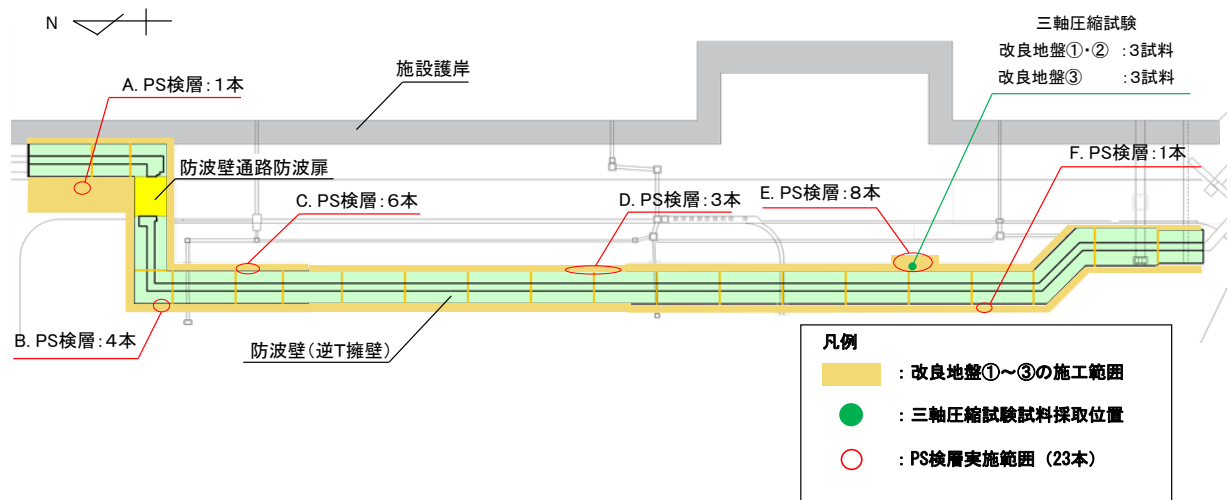 N
三軸圧縮試験
改良地盤①・② :3試料
改良地盤③ :3試料
施設護岸
A. PS検層:1本
防波壁通路防波扉
F. PS検層:1本
C. PS検層:6本
D. PS検層:3本
E. PS検層:8本
B. PS検層:4本
防波壁(逆T擁壁)
凡例
:改良地盤①～③の施工範囲
:三軸圧縮試験試料採取位置
:PS検層実施範囲(23本)